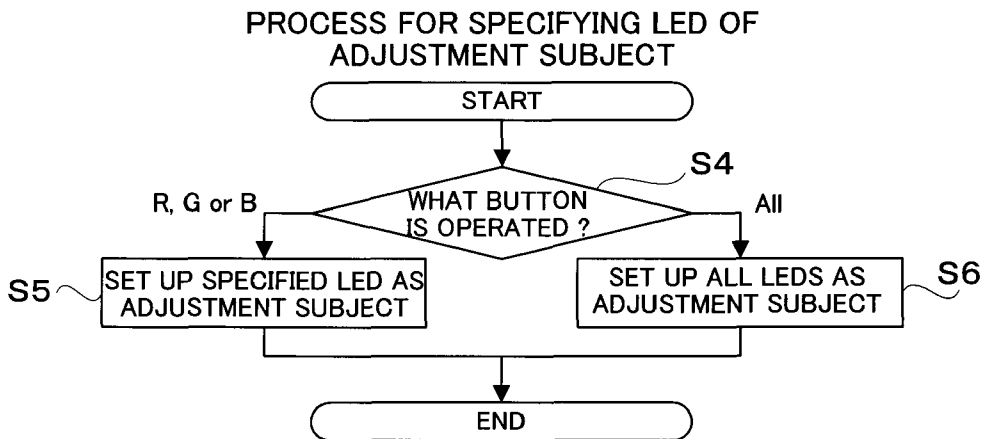 PROCESS FOR SPECIFYING LED OF
ADJUSTMENT SUBJECT
START
S4
WHAT BUTTON
IS OPERATED ?
R, G or B
All
S5
SET UP SPECIFIED LED AS
ADJUSTMENT SUBJECT
SET UP ALL LEDS AS
ADJUSTMENT SUBJECT
S6
END